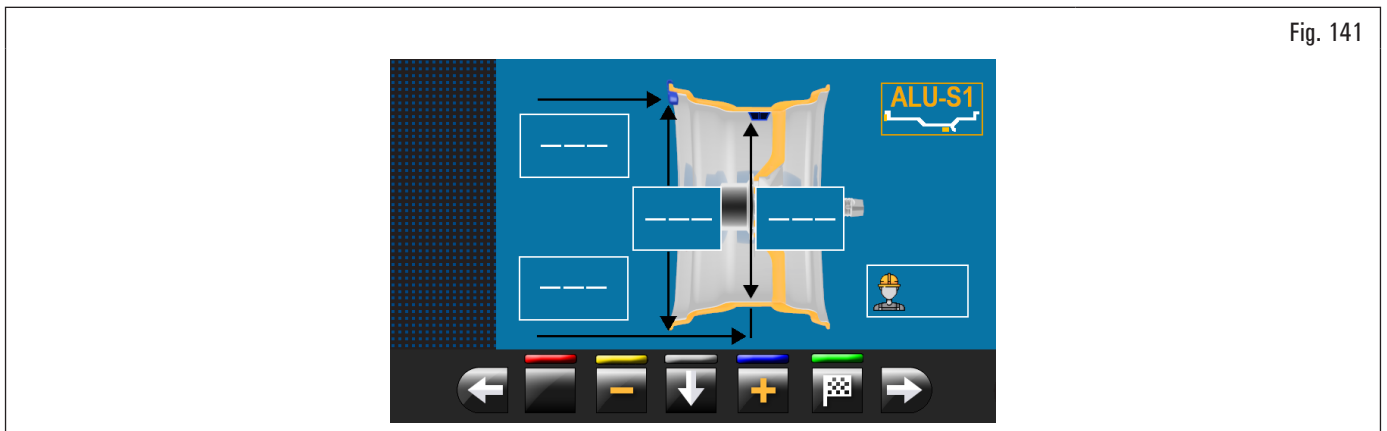 Fig. 141
ALU-S1
– – –
– – – – – –
– – –